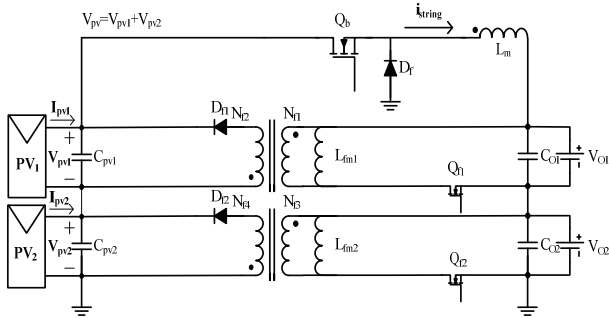 Vpv=Vpv1+Vpv2
Qb
istring
Lm
Df
Ipv1
Df1
Nf2
Nf1
PV1
+
Vpv1
−
Cpv1
Lfm1
Qf1
CO1
+
VO1
-
Ipv2
Df2
Nf4
Nf3
PV2
+
Vpv2
−
Cpv2
Lfm2
Qf2
CO2
+
VO2
-